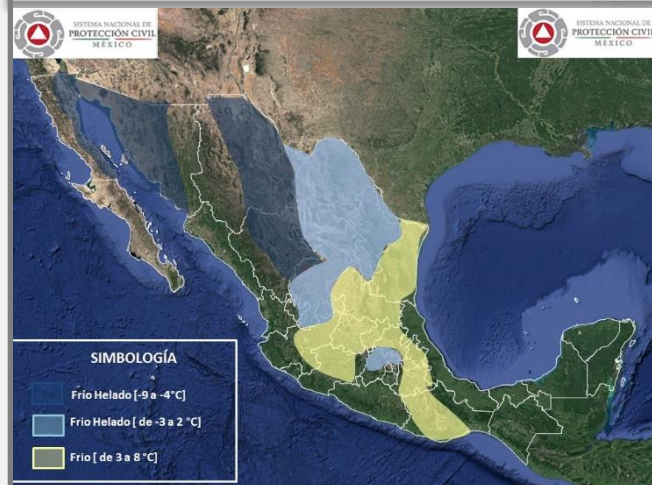 SISTEMA NACIONAL DE
PROTECCIÓN CIVIL
MÉXICO
SISTEMA NACIONAL DE
PROTECCIÓN CIVIL
MÉXICO
SIMBOLOGÍA
Frío Helado [-9 a -4°C]
Frio Helado [ de -3 a 2 °C]
Frio [ de 3 a 8 °C]